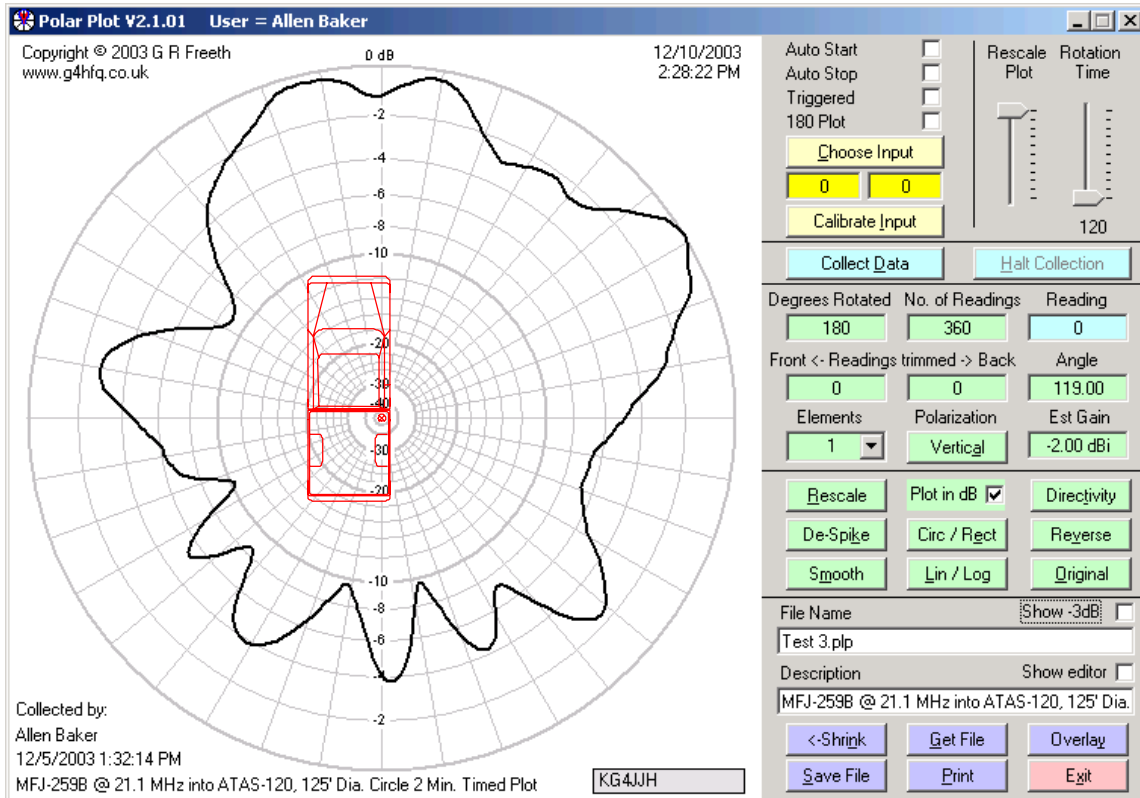 Polar Plot V2.1.01 User = Allen Baker
Copyright © 2003 G R Freeth
www.g4hfq.co.uk
0 dB
12/10/2003
2:28:22 PM
-2
-4
-6
-8
-10
-20
-30
-40
-30
-20
-10
-8
-6
-4
-2
Collected by:
Allen Baker
12/5/2003 1:32:14 PM
MFJ-259B @ 21.1 MHz into ATAS-120, 125' Dia. Circle 2 Min. Timed Plot
KG4JJH
Auto Start
Auto Stop
Triggered
180 Plot
Choose Input
0 0
Calibrate Input
Rescale Plot
Rotation Time
120
Collect Data
Halt Collection
Degrees Rotated No. of Readings Reading
180 360 0
Front <- Readings trimmed -> Back Angle
0 0 119.00
Elements Polarization Est Gain
1 Vertical -2.00 dBi
Rescale Plot in dB Directivity
De-Spike Circ / Rect Reverse
Smooth Lin / Log Original
File Name Show -3dB
Test 3.plp
Description Show editor
MFJ-259B @ 21.1 MHz into ATAS-120, 125' Dia.
<-Shrink Get File Overlay
Save File Print Exit